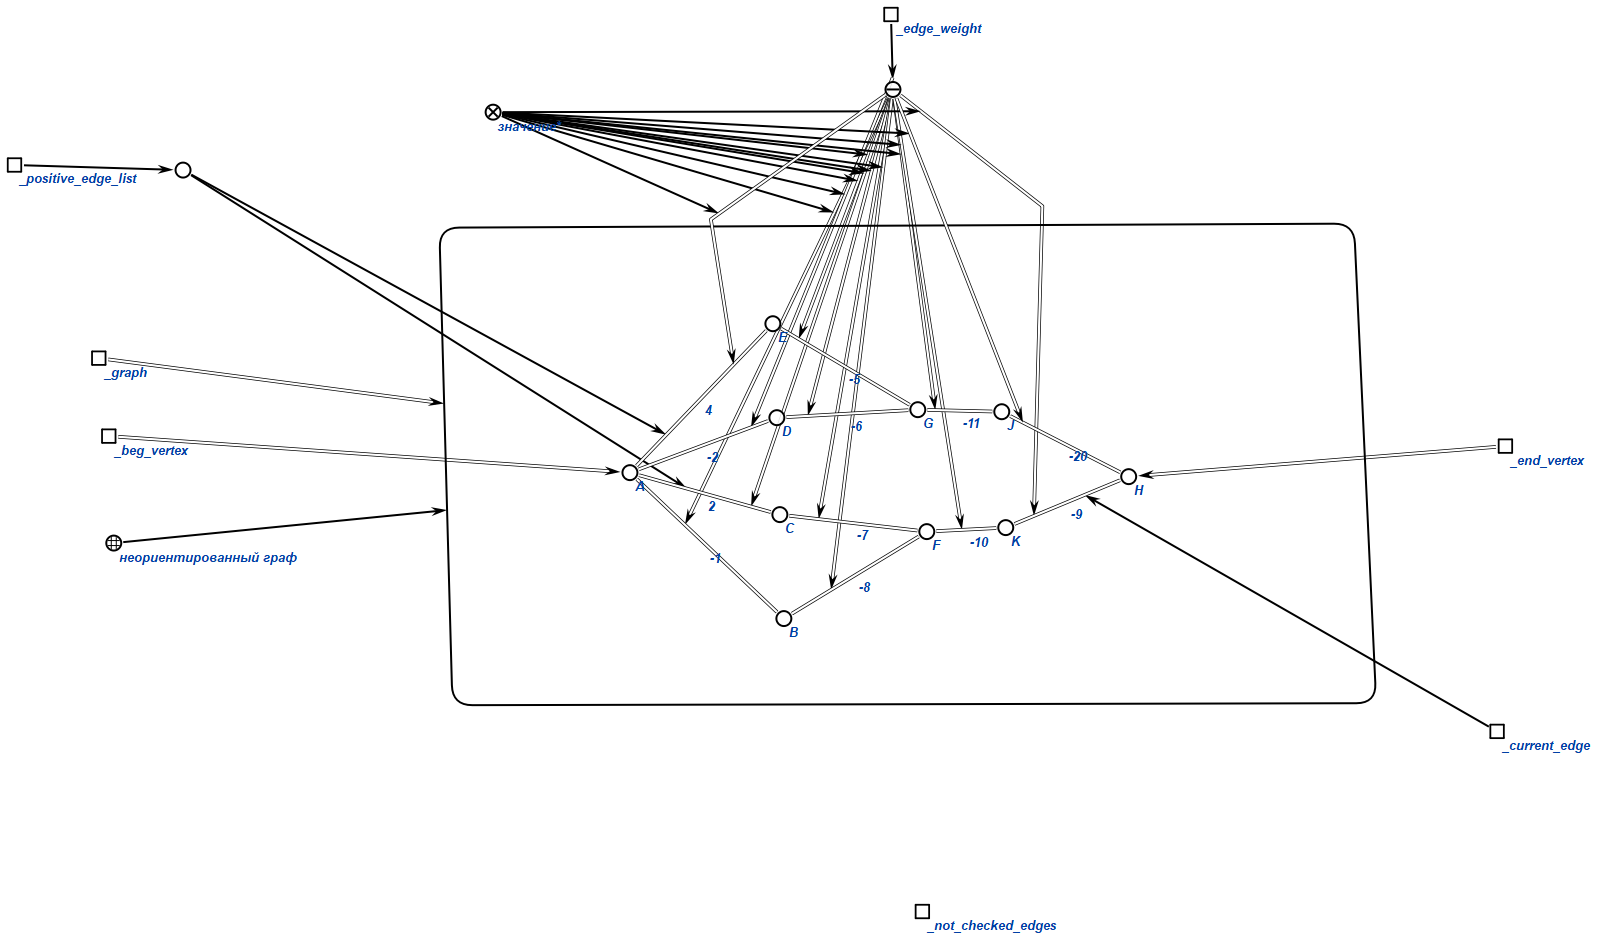 _edge_weight
значение*
_positive_edge_list
E
_graph
-5
4
D
-6
G
-11
J
_beg_vertex
-2
-20
_end_vertex
A
H
2
C
-7
-9
F
-10
K
неориентированный граф
-1
-8
B
_current_edge
_not_checked_edges